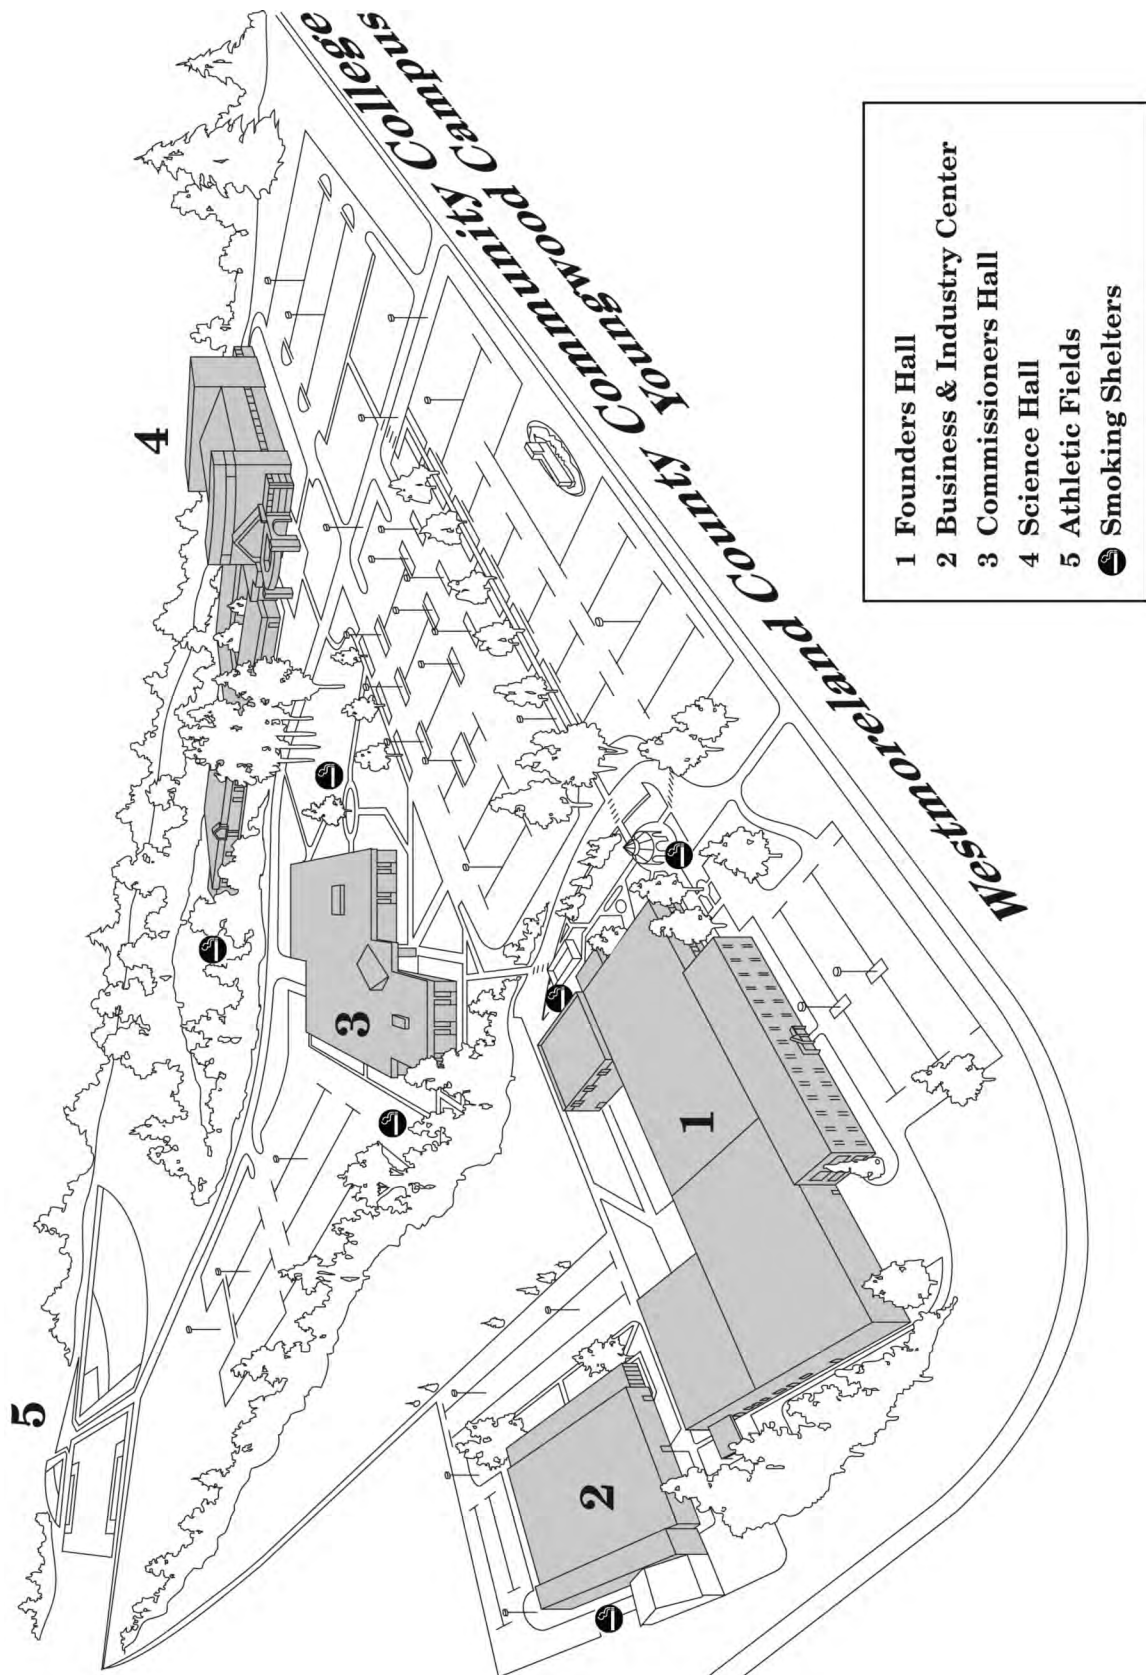 Westmoreland County Community College
Youngwood Campus
1 Founders Hall
2 Business & Industry Center
3 Commissioners Hall
4 Science Hall
5 Athletic Fields
Smoking Shelters
5
4
3
2
1